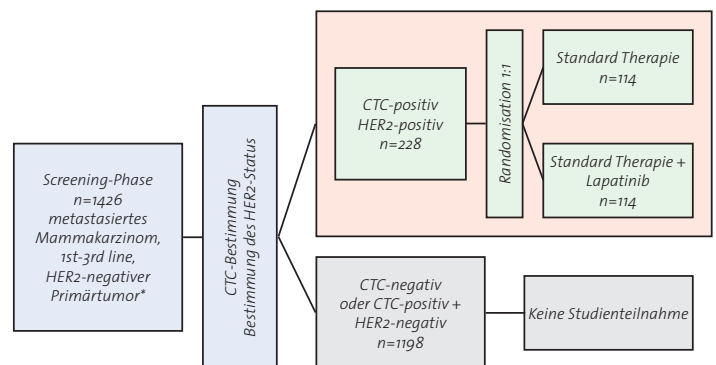 Screening-Phase
n=1426
metastasiertes
Mammakarzinom,
1st-3rd line,
HER2-negativer
Primärtumor*
CTC-Bestimmung
Bestimmung des HER2-Status
CTC-positiv
HER2-positiv
n=228
Randomisation 1:1
Standard Therapie
n=114
Standard Therapie +
Lapatinib
n=114
CTC-negativ
oder CTC-positiv +
HER2-negativ
n=1198
Keine Studienteilnahme